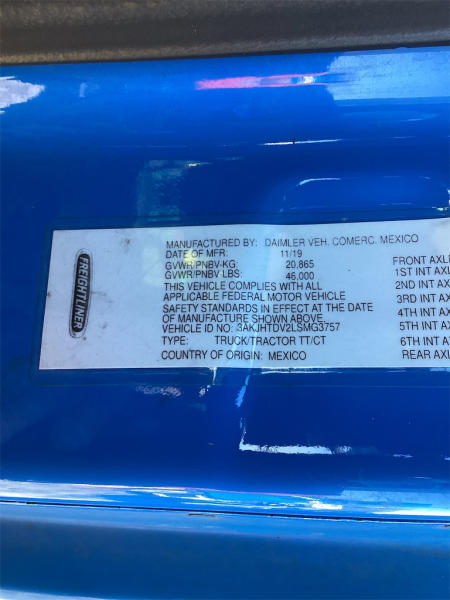 FREIGHTLINER
MANUFACTURED BY: DAIMLER VEH. COMERC. MEXICO
DATE OF MFR. 11/19
GVWR/PNBV-KG: 20,865 FRONT AXL
GVWR/PNBV-LBS: 46,000 1ST INT AXL
THIS VEHICLE COMPLIES WITH ALL 2ND INT AX
APPLICABLE FEDERAL MOTOR VEHICLE 3RD INT AX
SAFETY STANDARDS IN EFFECT AT THE DATE 4TH INT AX
OF MANUFACTURE SHOWN ABOVE. 5TH INT AX
VEHICLE ID NO: 3AKJHTDV2LSMG3757
TYPE: TRUCK/TRACTOR TT/CT 6TH INT AX
COUNTRY OF ORIGIN: MEXICO REAR AXL